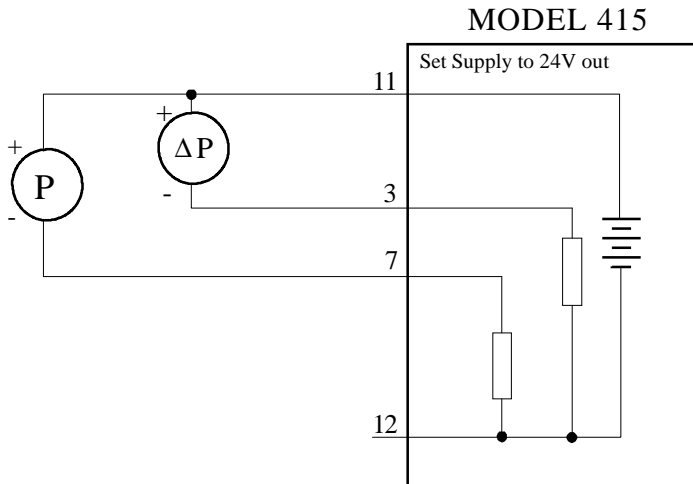 MODEL 415
Set Supply to 24V out
11
+
ΔP
-
+
P
-
3
7
12